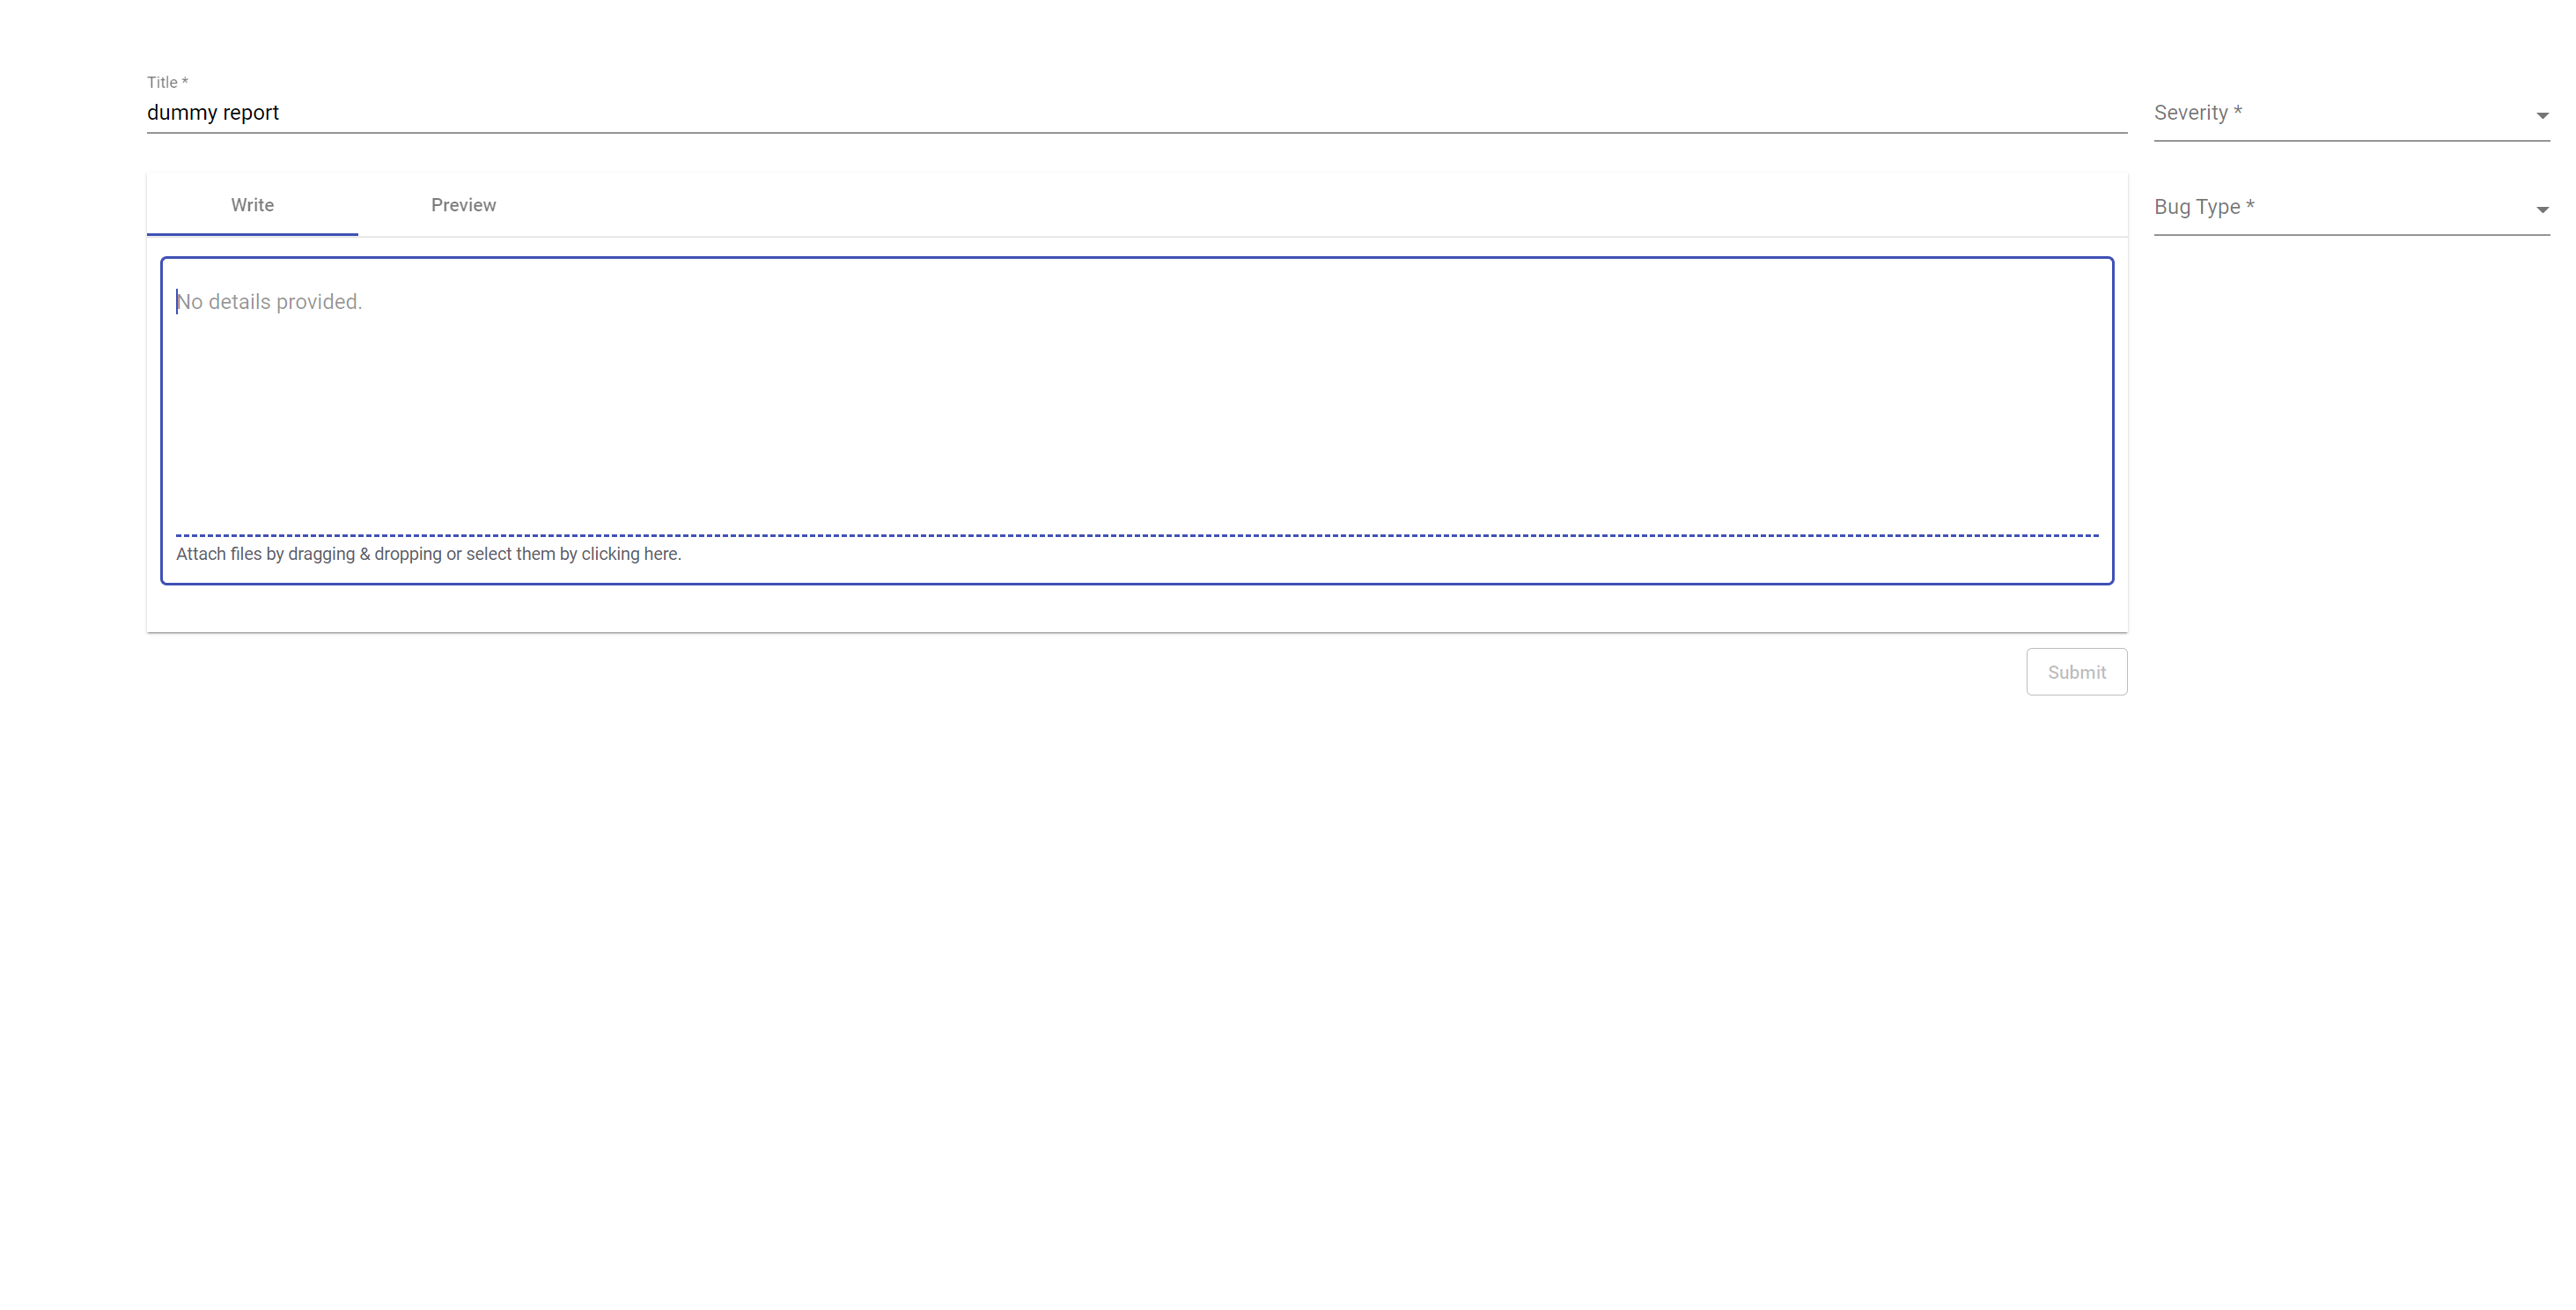 Title *
dummy report
Severity *
Write
Preview
Bug Type *
No details provided.
Attach files by dragging & dropping or select them by clicking here.
Submit